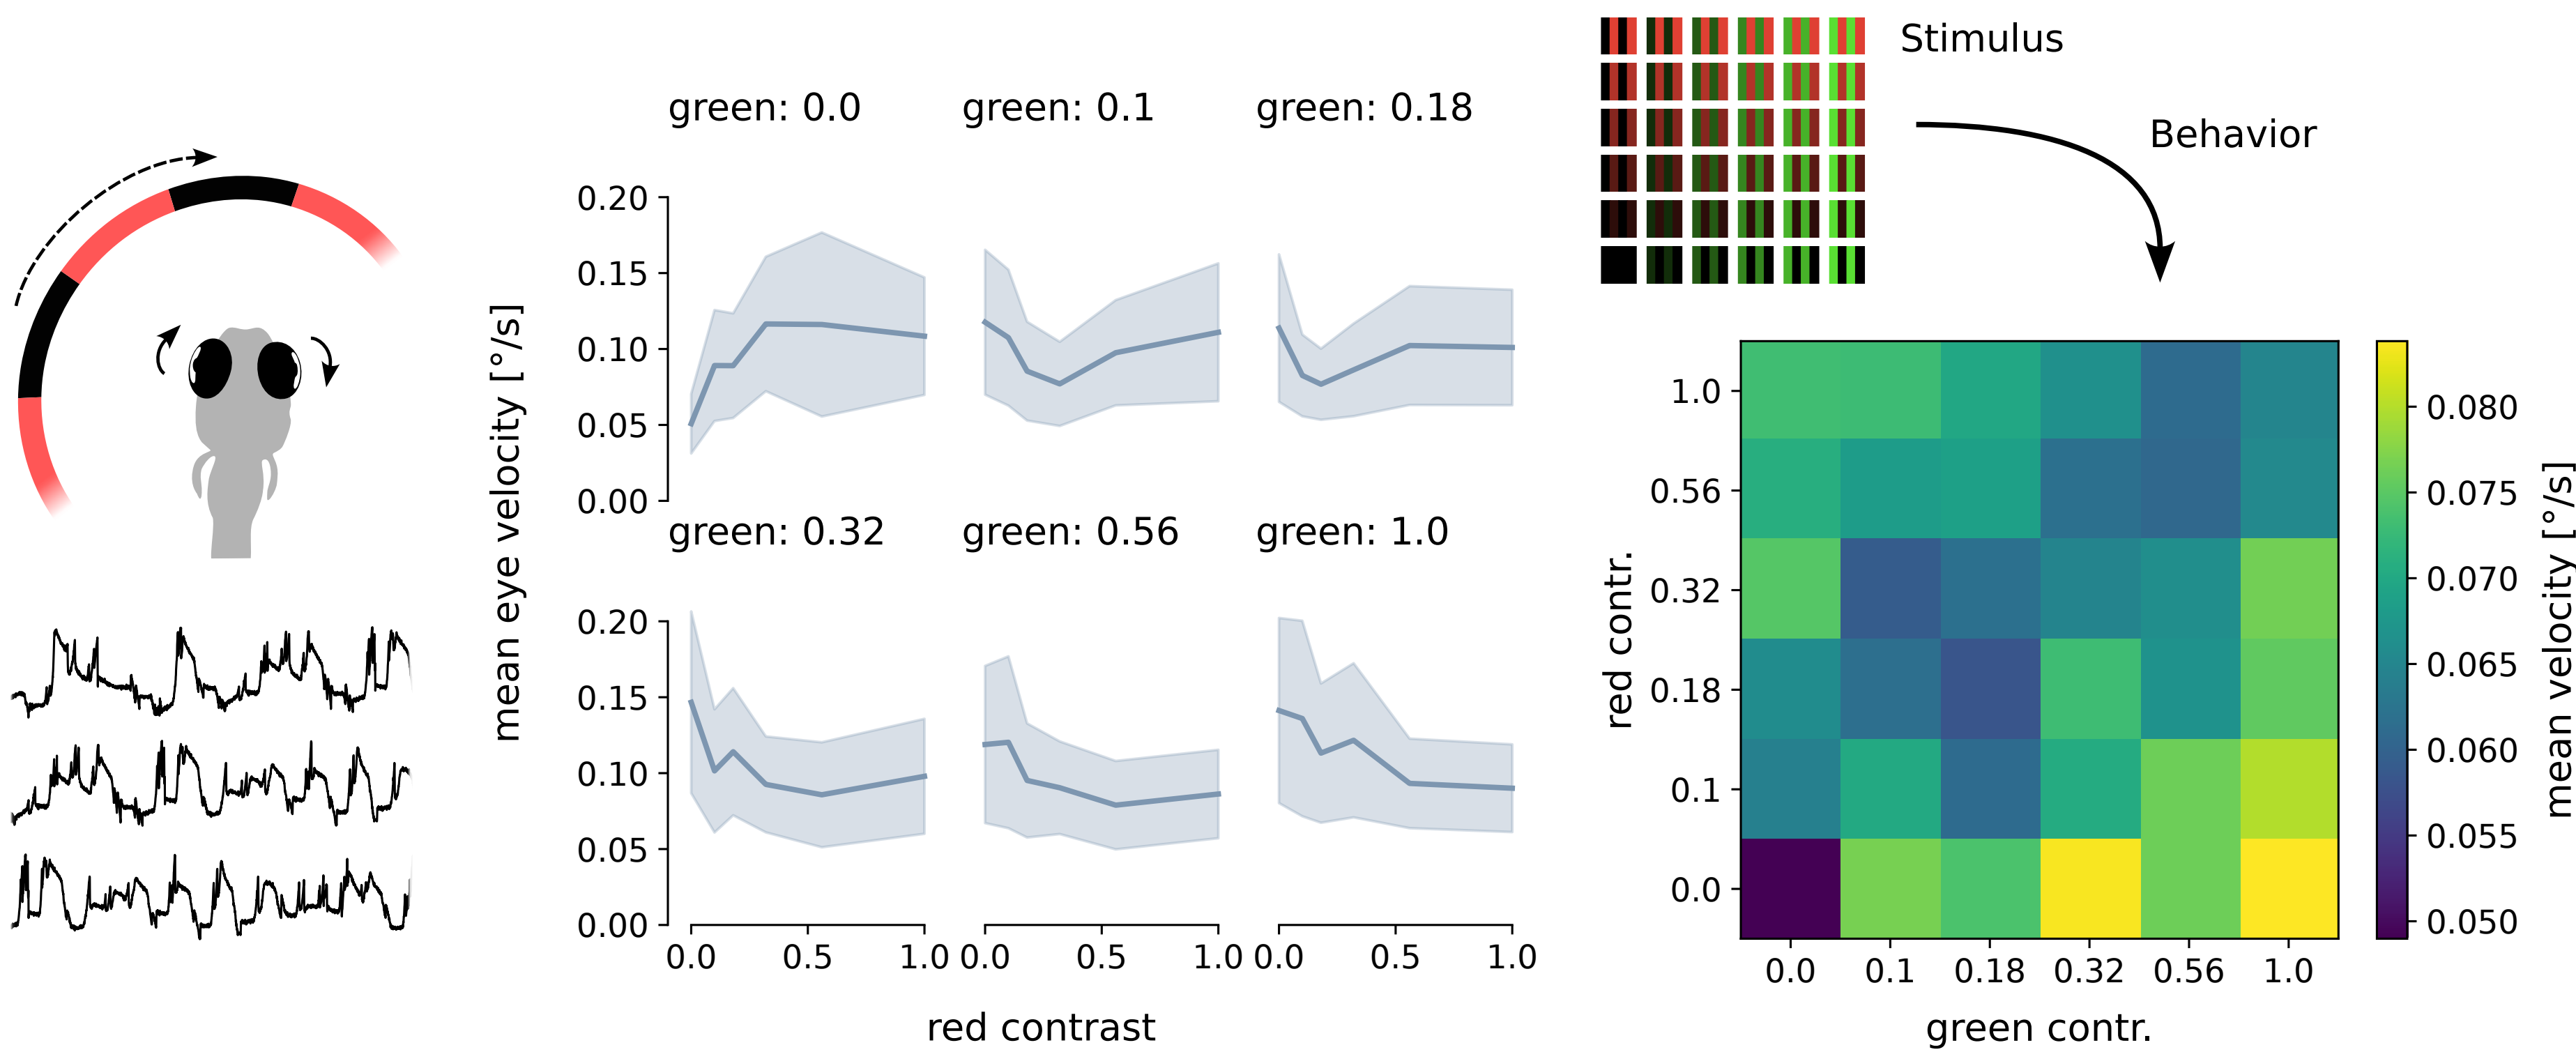 mean eye velocity [°/s]
green: 0.0
green: 0.1
green: 0.18
0.20
0.15
0.10
0.05
0.00
green: 0.32
green: 0.56
green: 1.0
0.20
0.15
0.10
0.05
0.00
0.0 0.5 1.0
0.0 0.5 1.0
0.0 0.5 1.0
red contrast
Stimulus
Behavior
red contr.
1.0
0.56
0.32
0.18
0.1
0.0
0.0 0.1 0.18 0.32 0.56 1.0
green contr.
0.080
0.075
0.070
0.065
0.060
0.055
0.050
mean velocity [°/s]